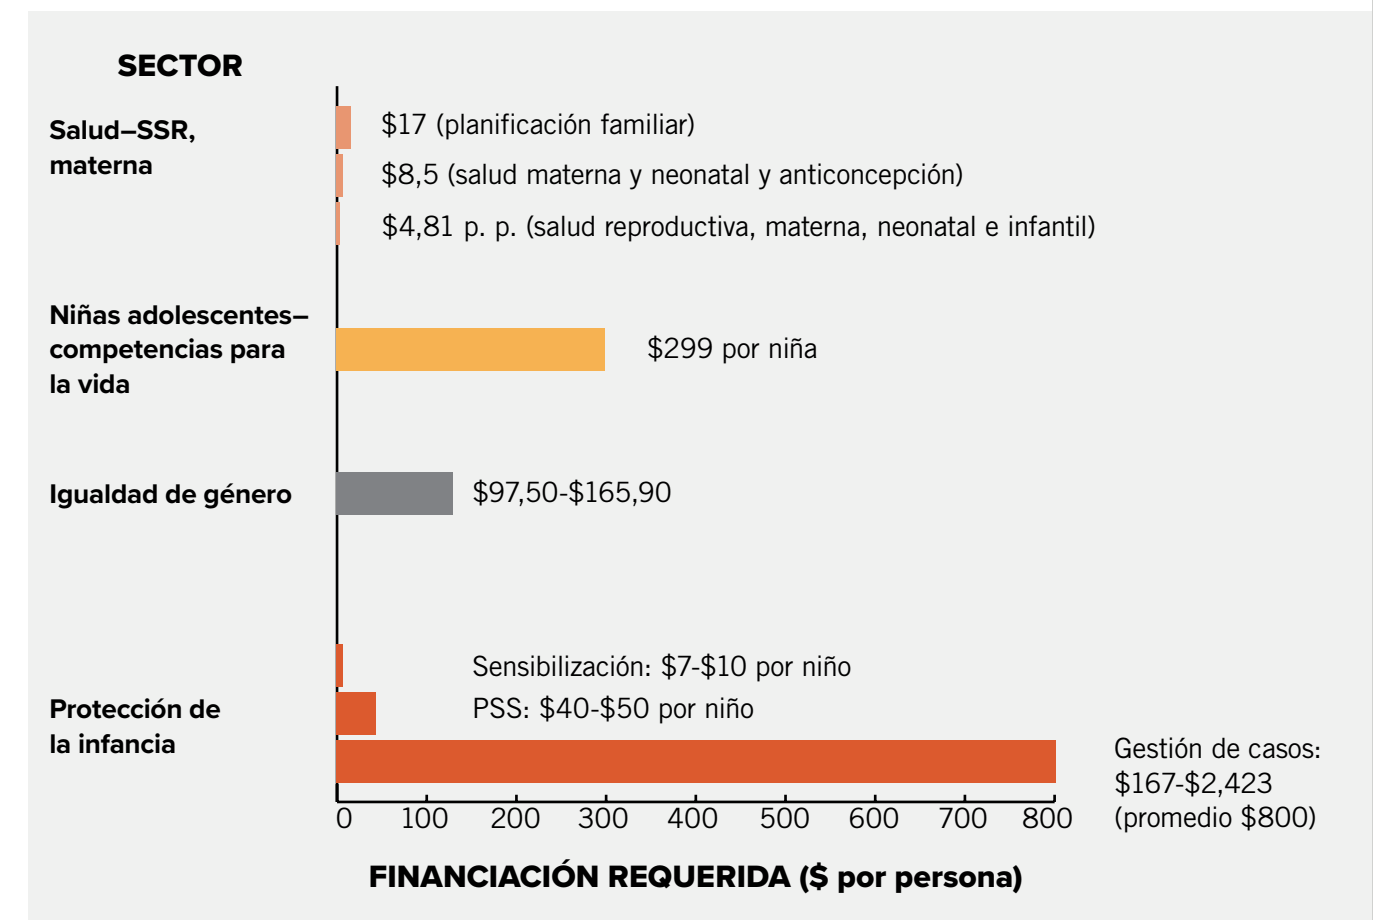 SECTOR
Salud–SSR,
materna
$17 (planificación familiar)
$8,5 (salud materna y neonatal y anticoncepción)
$4,81 p. p. (salud reproductiva, materna, neonatal e infantil)
Niñas adolescentes–
competencias para
la vida
$299 por niña
Igualdad de género
$97,50-$165,90
Protección de
la infancia
Sensibilización: $7-$10 por niño
PSS: $40-$50 por niño
Gestión de casos:
$167-$2,423
(promedio $800)
0 100 200 300 400 500 600 700 800
FINANCIACIÓN REQUERIDA ($ por persona)